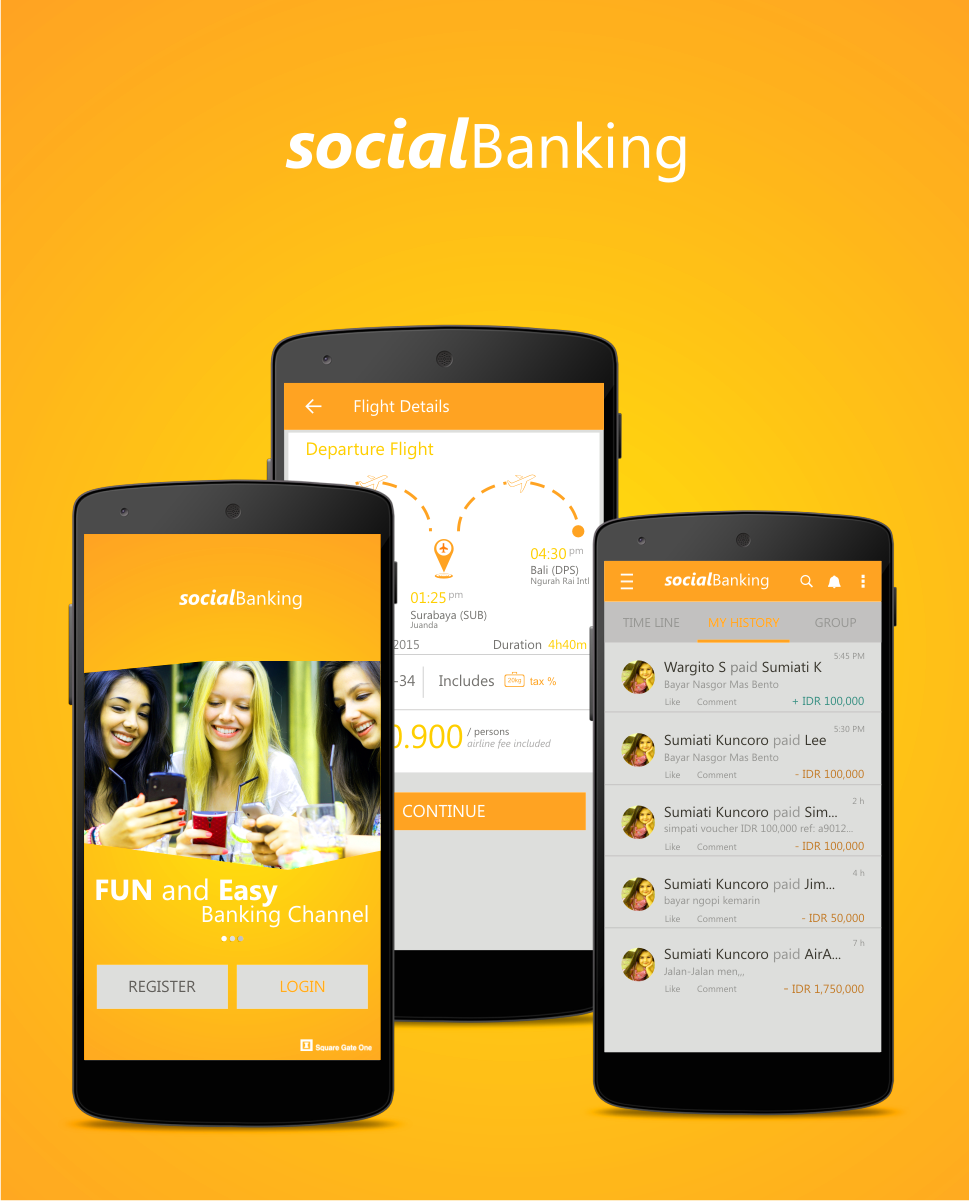 socialBanking
Flight Details
Departure Flight
04:30 pm
Bali (DPS)
Ngurah Rai Intl
01:25 pm
Surabaya (SUB)
Juanda
2015
Duration 4h40m
-34
Includes 20kg tax %
0.900 / persons
airline fee included
CONTINUE
socialBanking
FUN and Easy
Banking Channel
REGISTER
LOGIN
Square Gate One
socialBanking
TIME LINE
MY HISTORY
GROUP
5:45 PM
Wargito S paid Sumiati K
Bayar Nasgor Mas Bento
Like Comment + IDR 100,000
5:30 PM
Sumiati Kuncoro paid Lee
Bayar Nasgor Mas Bento
Like Comment - IDR 100,000
2 h
Sumiati Kuncoro paid Sim...
simpati voucher IDR 100,000 ref: a9012...
Like Comment - IDR 100,000
4 h
Sumiati Kuncoro paid Jim...
bayar ngopi kemarin
Like Comment - IDR 50,000
7 h
Sumiati Kuncoro paid AirA...
Jalan-Jalan men,,,
Like Comment - IDR 1,750,000